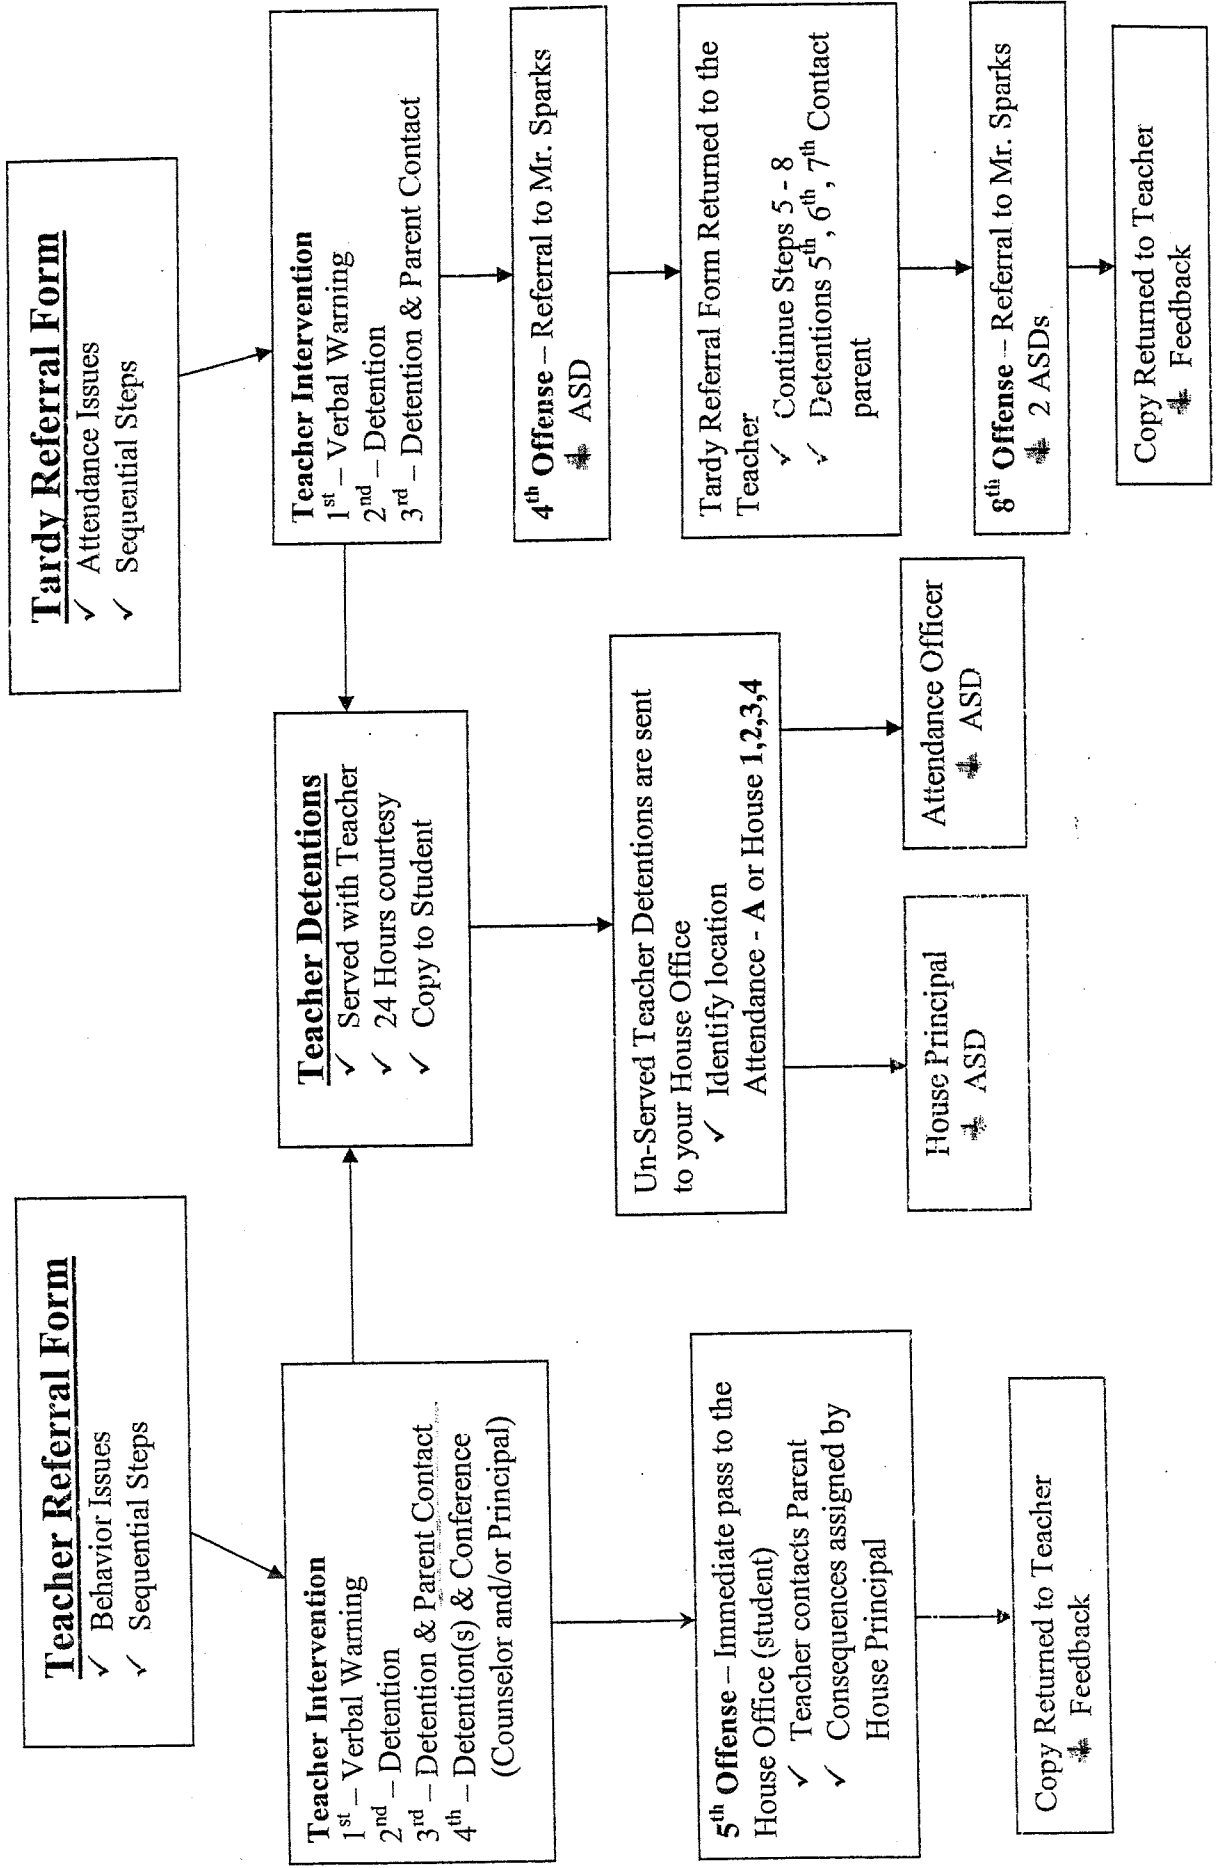 Teacher Referral Form
✓ Behavior Issues
✓ Sequential Steps
Teacher Intervention
1st – Verbal Warning
2nd – Detention
3rd – Detention & Parent Contact
4th – Detention(s) & Conference
(Counselor and/or Principal)
5th Offense – Immediate pass to the
House Office (student)
✓ Teacher contacts Parent
✓ Consequences assigned by
House Principal
Copy Returned to Teacher
Feedback
Teacher Detentions
✓ Served with Teacher
✓ 24 Hours courtesy
✓ Copy to Student
Un-Served Teacher Detentions are sent
to your House Office
✓ Identify location
Attendance - A or House 1,2,3,4
House Principal
ASD
Attendance Officer
ASD
Tardy Referral Form
✓ Attendance Issues
✓ Sequential Steps
Teacher Intervention
1st – Verbal Warning
2nd – Detention
3rd – Detention & Parent Contact
4th Offense – Referral to Mr. Sparks
ASD
Tardy Referral Form Returned to the
Teacher
✓ Continue Steps 5 - 8
✓ Detentions 5th, 6th, 7th Contact
parent
8th Offense – Referral to Mr. Sparks
2 ASDs
Copy Returned to Teacher
Feedback